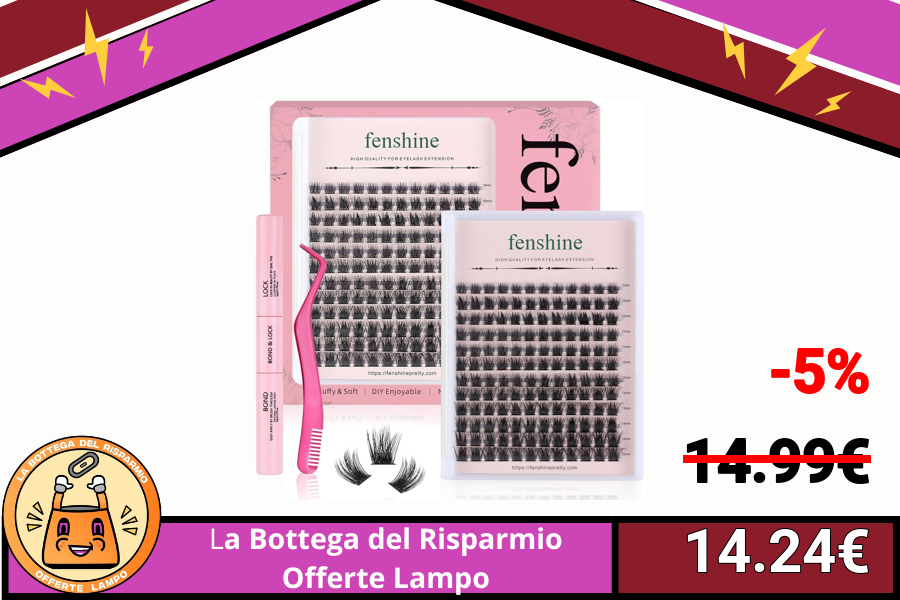 fenshine
HIGH QUALITY FOR EYELASH EXTENSION
fen
fenshine
HIGH QUALITY FOR EYELASH EXTENSION
LOCK
BOND & LOCK
BOND
https://fenshinepretty.com
uffy & Soft | DIY Enjoyable
https://fenshinepretty.com
-5%
14.99€
LA BOTTEGA DEL RISPARMIO
OFFERTE LAMPO
La Bottega del Risparmio
Offerte Lampo
14.24€